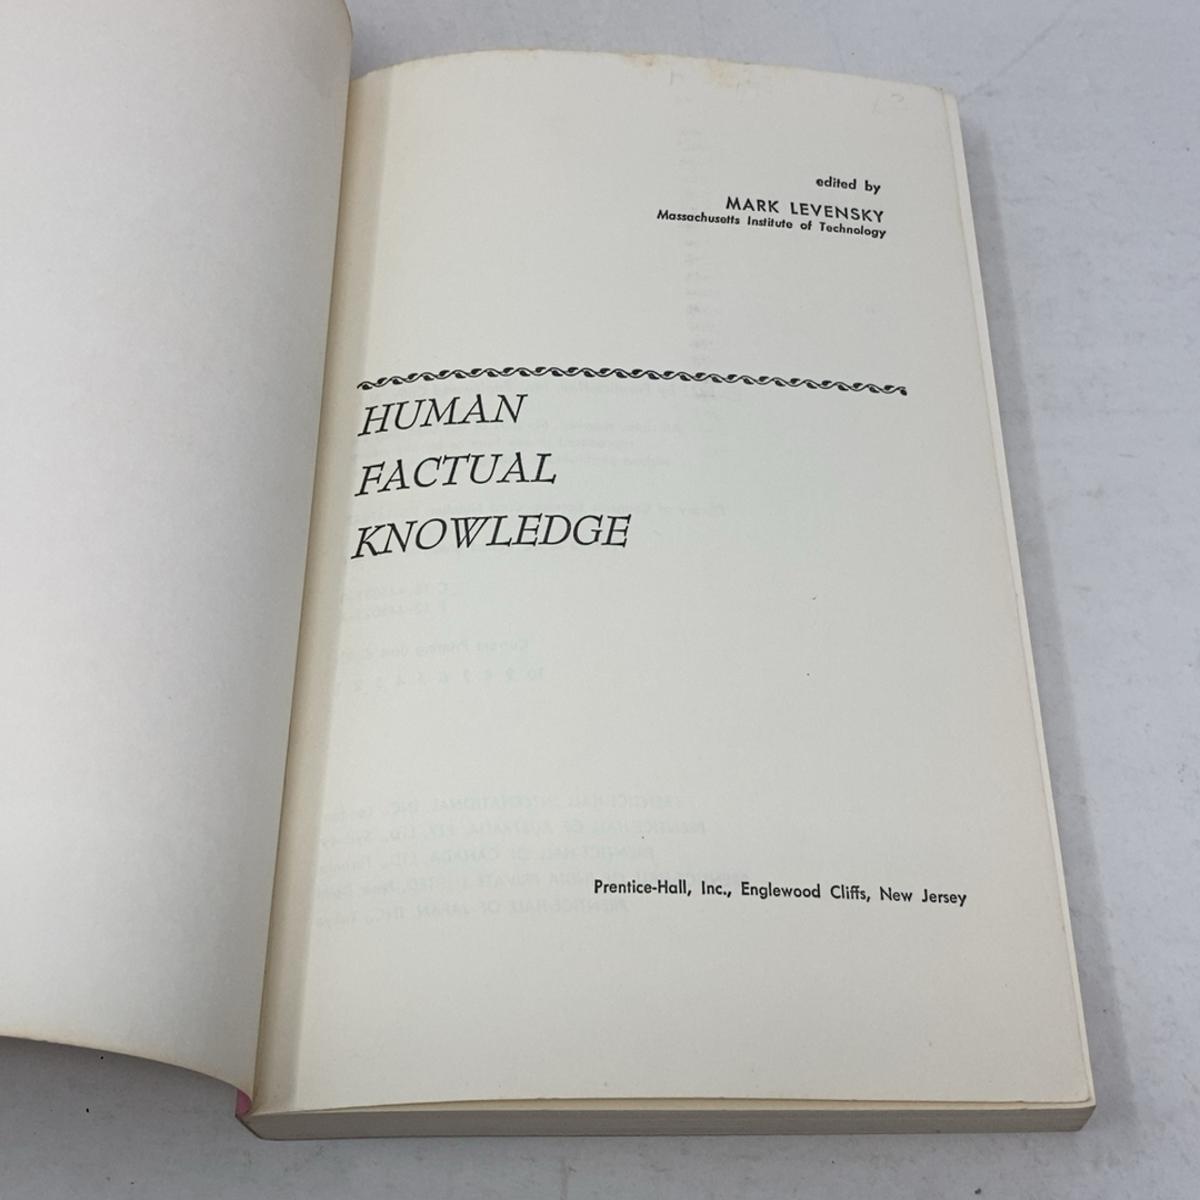 edited by
MARK LEVENSKY
Massachusetts Institute of Technology
HUMAN
FACTUAL
KNOWLEDGE
Prentice-Hall, Inc., Englewood Cliffs, New Jersey